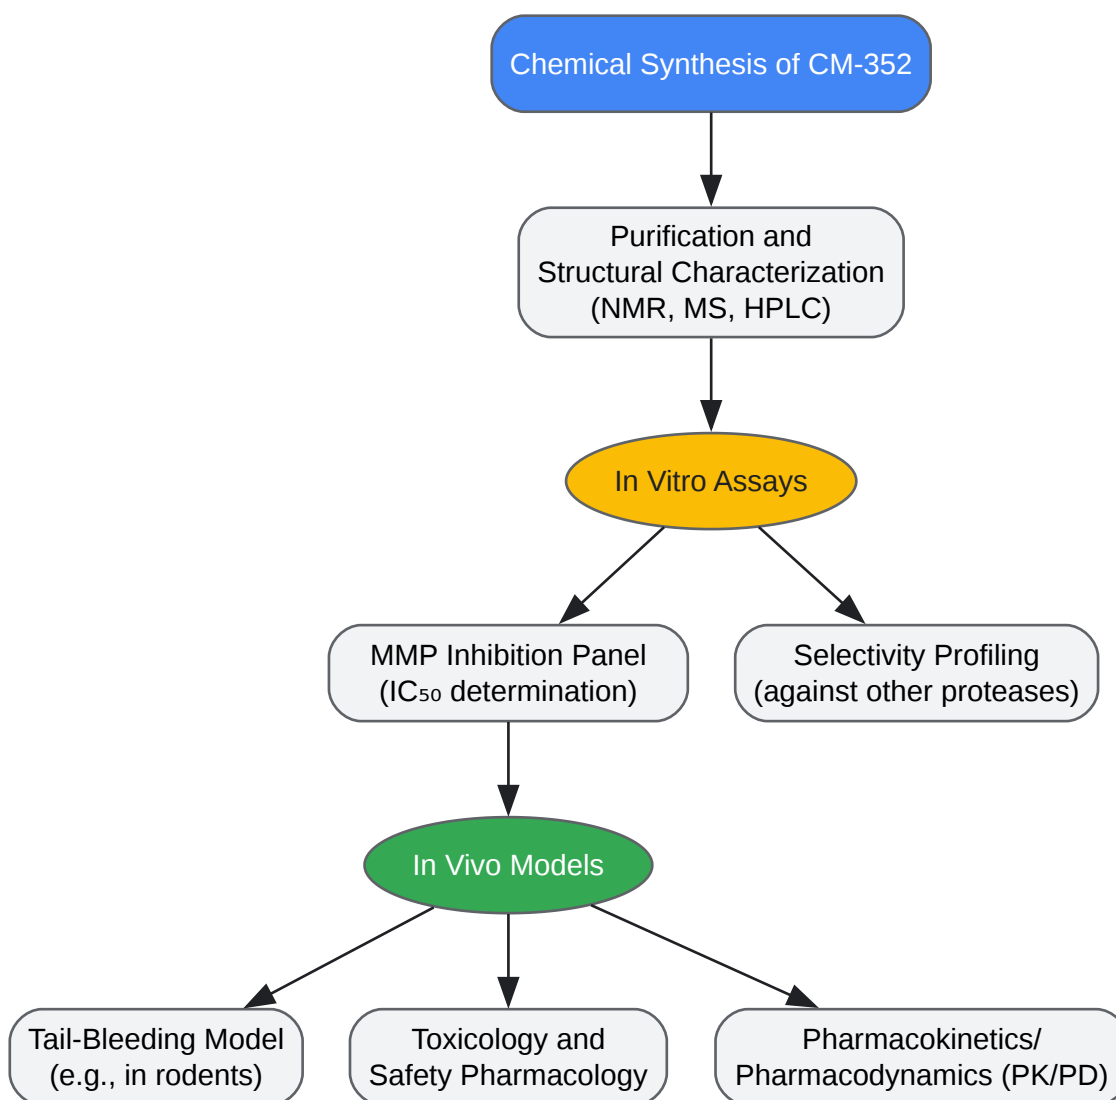 Chemical Synthesis of CM-352
Purification and
Structural Characterization
(NMR, MS, HPLC)
In Vitro Assays
MMP Inhibition Panel
(IC₅₀ determination)
Selectivity Profiling
(against other proteases)
In Vivo Models
Tail-Bleeding Model
(e.g., in rodents)
Toxicology and
Safety Pharmacology
Pharmacokinetics/
Pharmacodynamics (PK/PD)